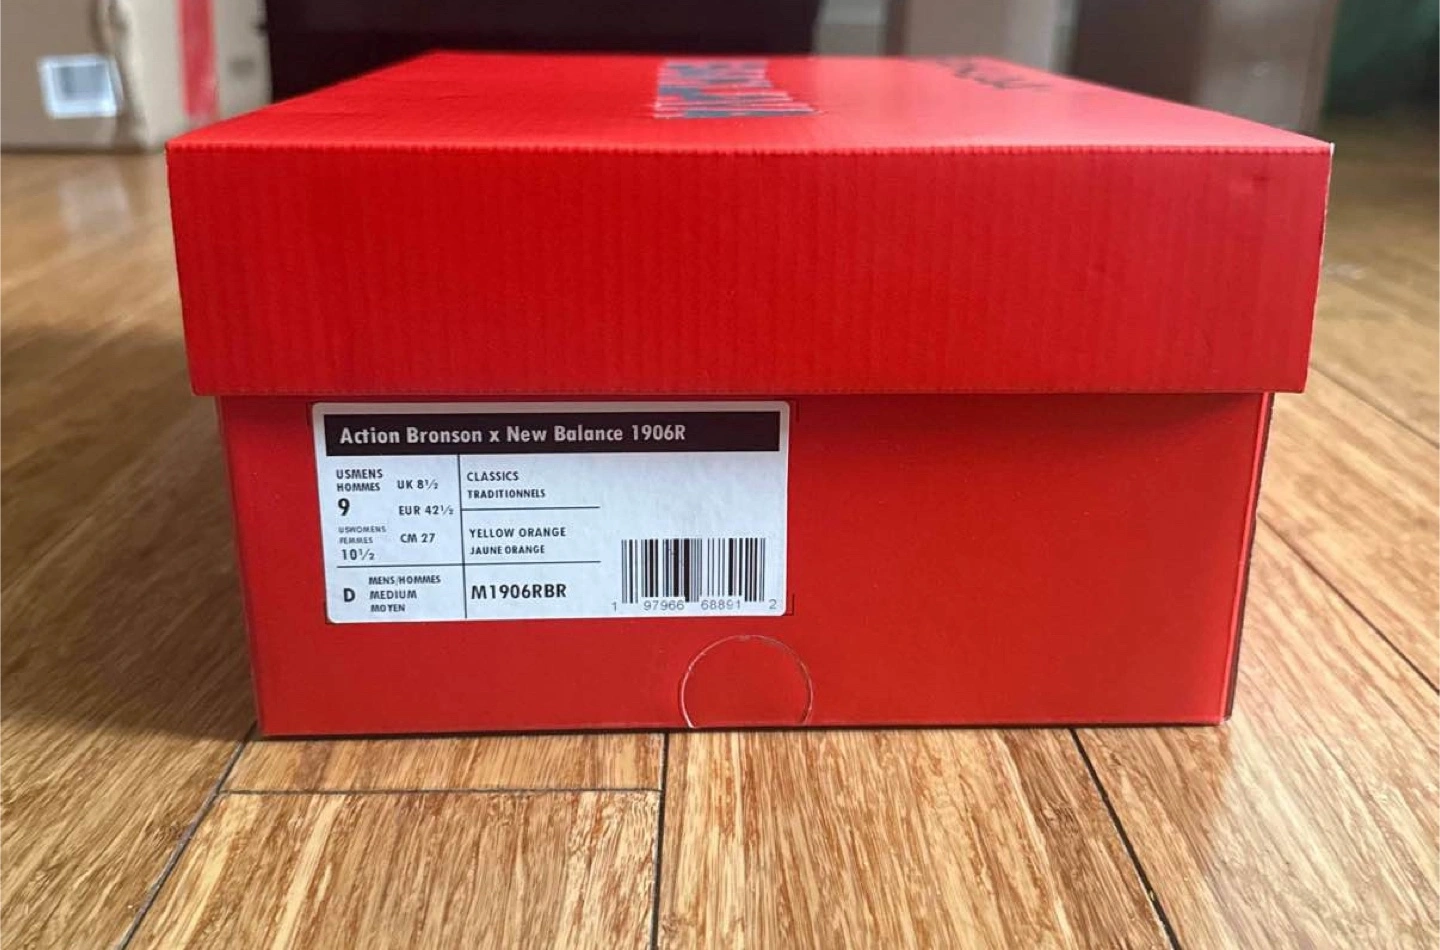 Action Bronson x New Balance 1906R
USMENS
HOMMES
9
USWOMENS
FEMMES
10½
UK 8½
EUR 42½
CM 27
CLASSICS
TRADITIONNELS
YELLOW ORANGE
JAUNE ORANGE
D
MENS/HOMMES
MEDIUM
MOYEN
M1906RBR
1 97966 68891 2